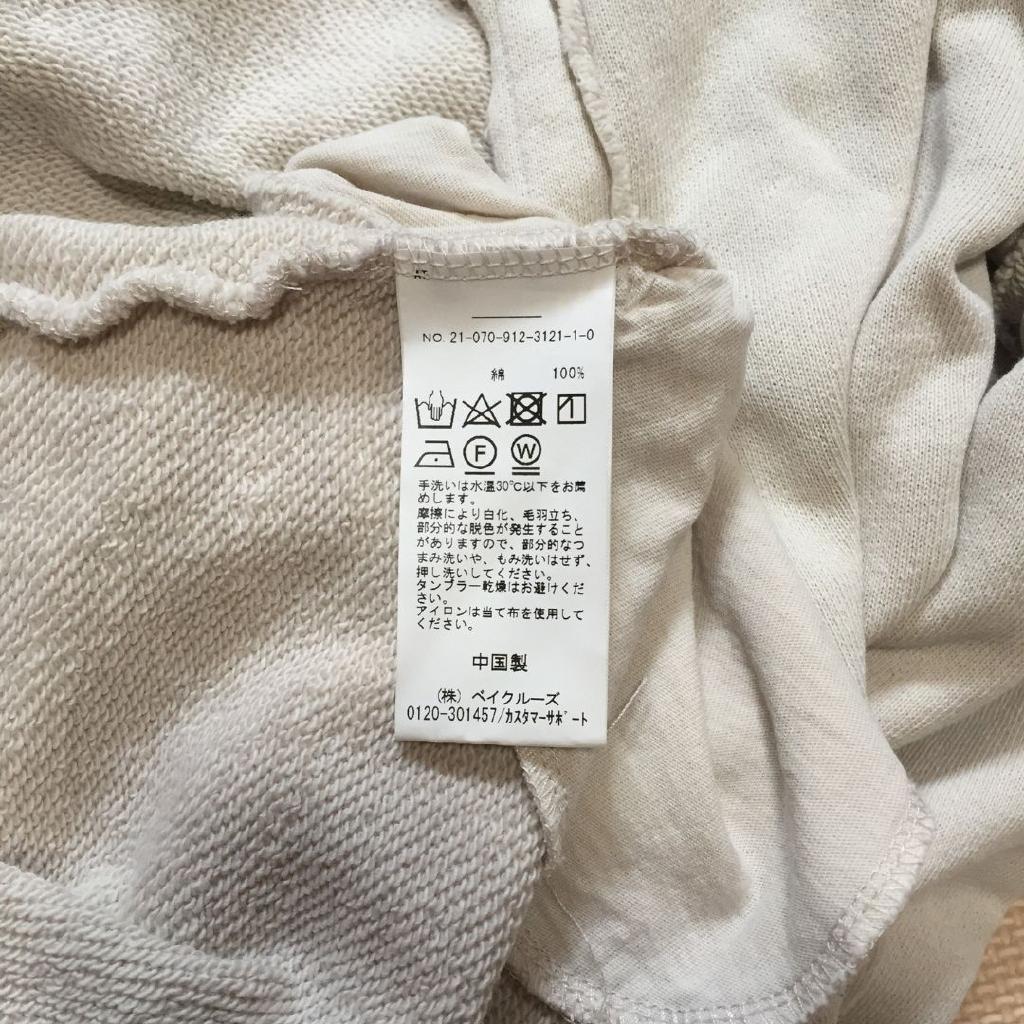 NO. 21-070-912-3121-1-0
綿 100%
F W
手洗いは水温30℃以下をお薦
めします。
摩擦により白化、毛羽立ち、
部分的な脱色が発生すること
がありますので、部分的なつ
まみ洗いや、もみ洗いはせず、
押し洗いしてください。
タンブラー乾燥はお避けくだ
さい。
アイロンは当て布を使用して
ください。
中国製
(株) ベイクルーズ
0120-301457/カスタマーサポート